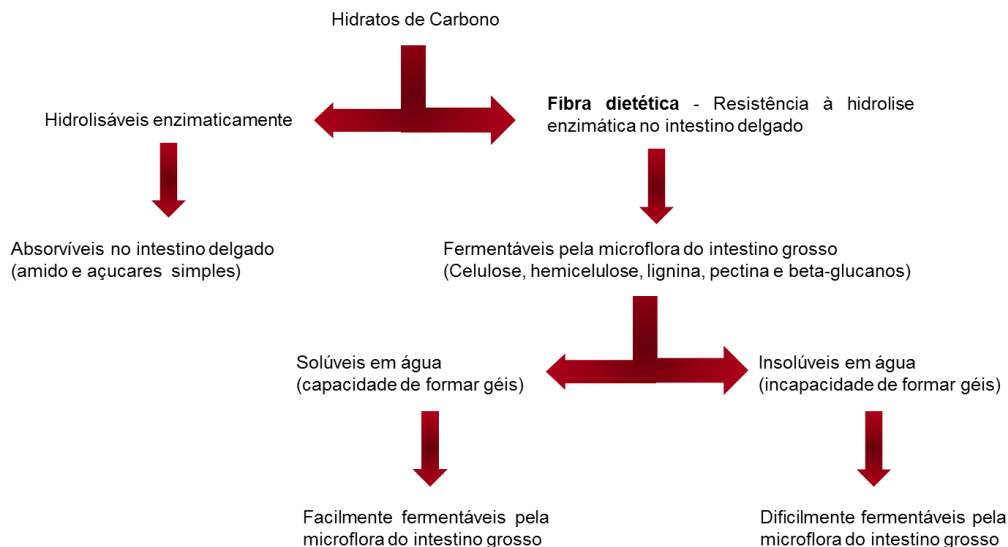 Hidratos de Carbono
Hidrolisáveis enzimaticamente
Fibra dietética - Resistência à hidrolise
enzimática no intestino delgado
Absorvíveis no intestino delgado
(amido e açucares simples)
Fermentáveis pela microflora do intestino grosso
(Celulose, hemicelulose, lignina, pectina e beta-glucanos)
Solúveis em água
(capacidade de formar géis)
Insolúveis em água
(incapacidade de formar géis)
Facilmente fermentáveis pela
microflora do intestino grosso
Dificilmente fermentáveis pela
microflora do intestino grosso